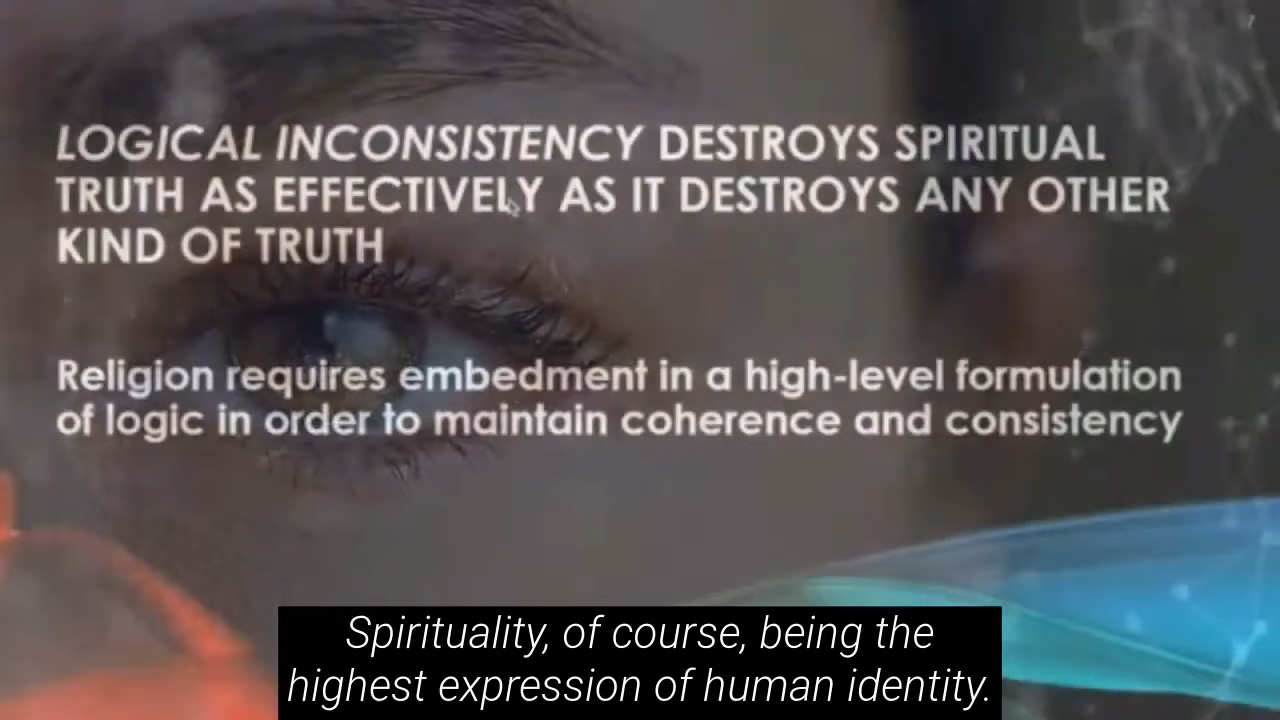 LOGICAL INCONSISTENCY DESTROYS SPIRITUAL
TRUTH AS EFFECTIVELY AS IT DESTROYS ANY OTHER
KIND OF TRUTH
Religion requires embedment in a high-level formulation
of logic in order to maintain coherence and consistency
Spirituality, of course, being the
highest expression of human identity.